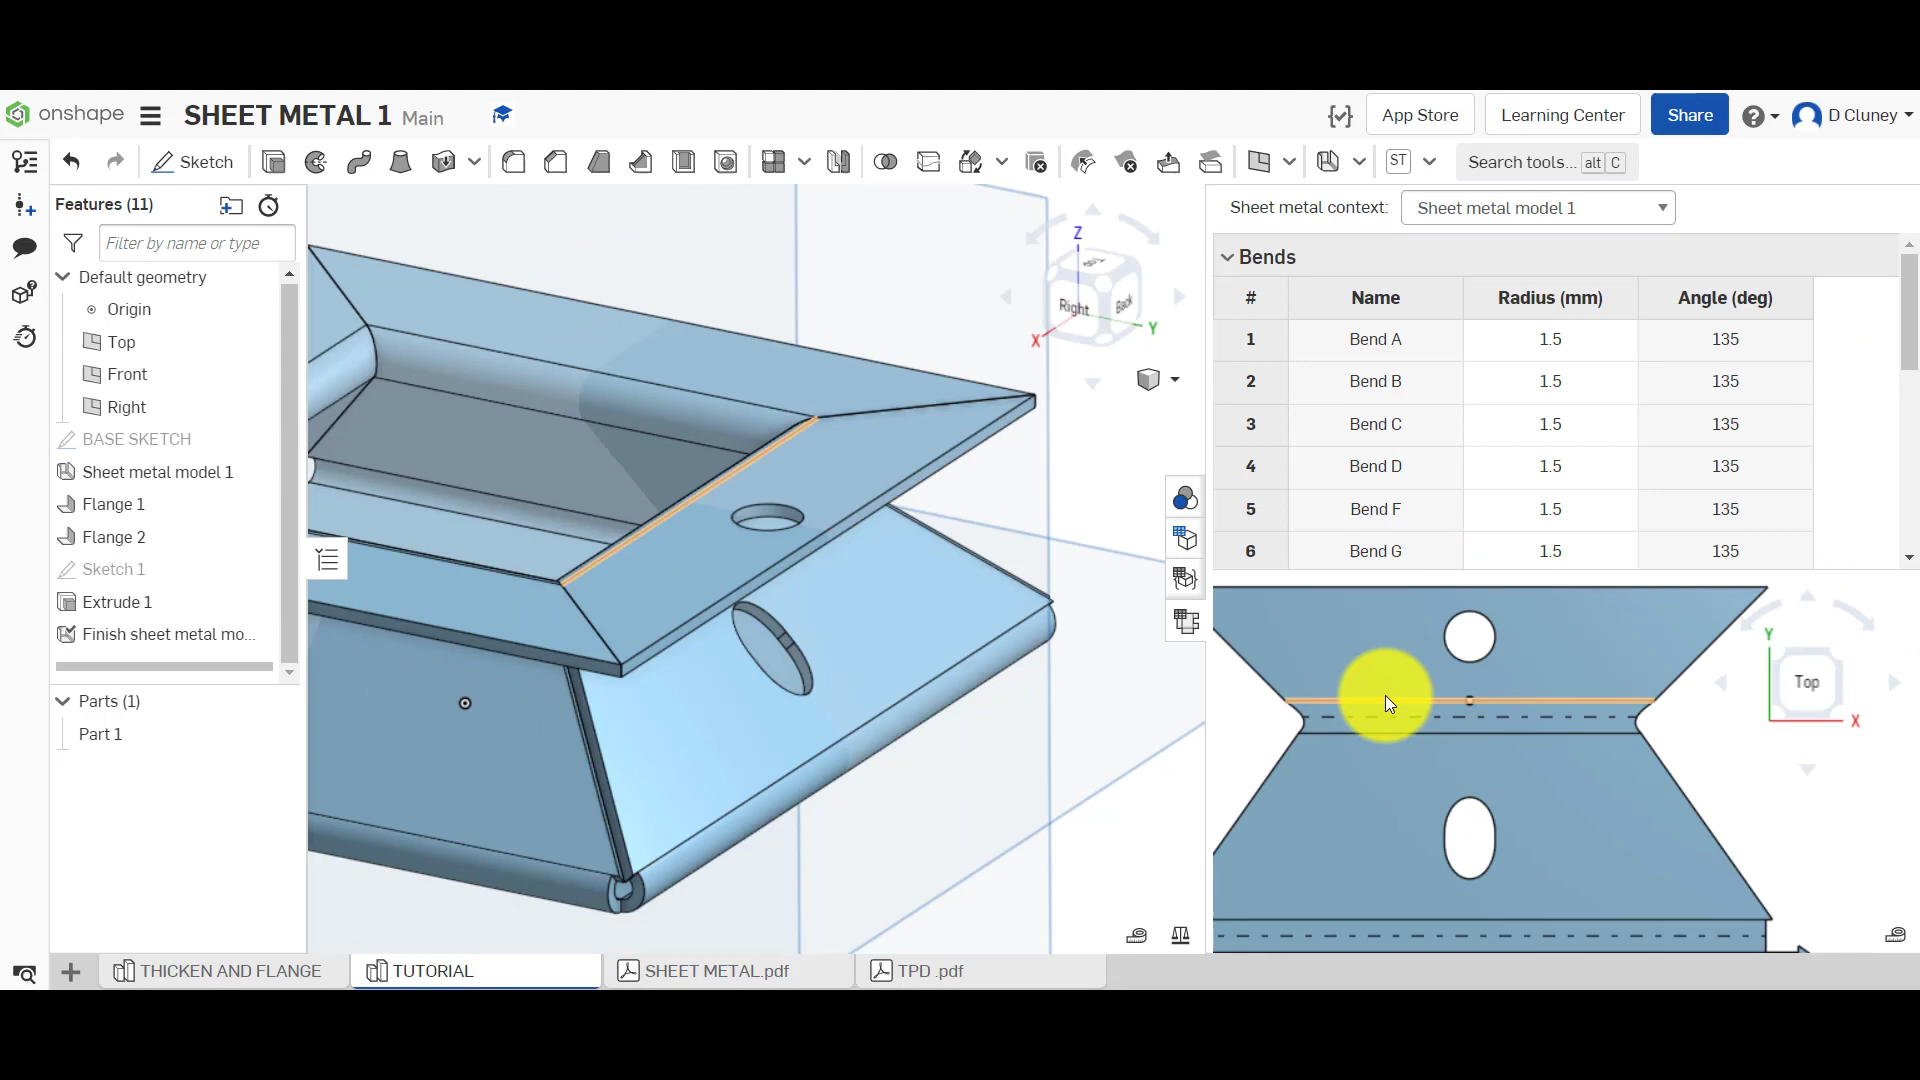 onshape SHEET METAL 1 Main App Store Learning Center Share D Cluney
Sketch ST Search tools... alt C
Features (11)
Filter by name or type
Default geometry
Origin
Top
Front
Right
BASE SKETCH
Sheet metal model 1
Flange 1
Flange 2
Sketch 1
Extrude 1
Finish sheet metal mo...
Parts (1)
Part 1
Z
Right
Back
X
Y
Sheet metal context: Sheet metal model 1
Bends
# Name Radius (mm) Angle (deg)
1 Bend A 1.5 135
2 Bend B 1.5 135
3 Bend C 1.5 135
4 Bend D 1.5 135
5 Bend F 1.5 135
6 Bend G 1.5 135
Y
Top
X
THICKEN AND FLANGE TUTORIAL SHEET METAL.pdf TPD .pdf